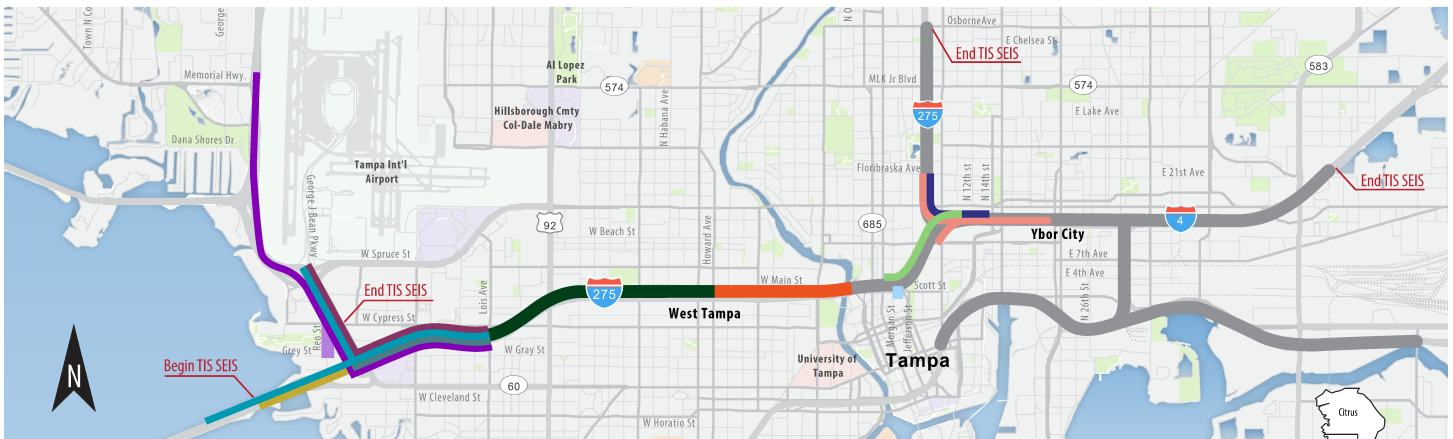 Town N Co
George
Memorial Hwy.
Dana Shores Dr
Tampa Int'l
Airport
George J Bean Pkwy
Al Lopez
Park
574
Hillsborough Cmty
Col-Dale Mabry
N Habana Ave
N O
Osborne Ave
End TIS SEIS
E Chelsea St
MLK Jr Blvd
574
583
275
E Lake Ave
Floribraska Ave
N 12th st
N 14th st
E 21st Ave
End TIS SEIS
92
W Beach St
Howard Ave
685
4
Ybor City
W Spruce St
E 7th Ave
E 4th Ave
W Main St
Scott St
End TIS SEIS
Lois Ave
275
West Tampa
W Cypress St
Reo St
Grey St
W Gray St
N 26th St
Morgan St
Jefferson St
Begin TIS SEIS
N
60
University of
Tampa
Tampa
W Cleveland St
W Horatio St
Citrus